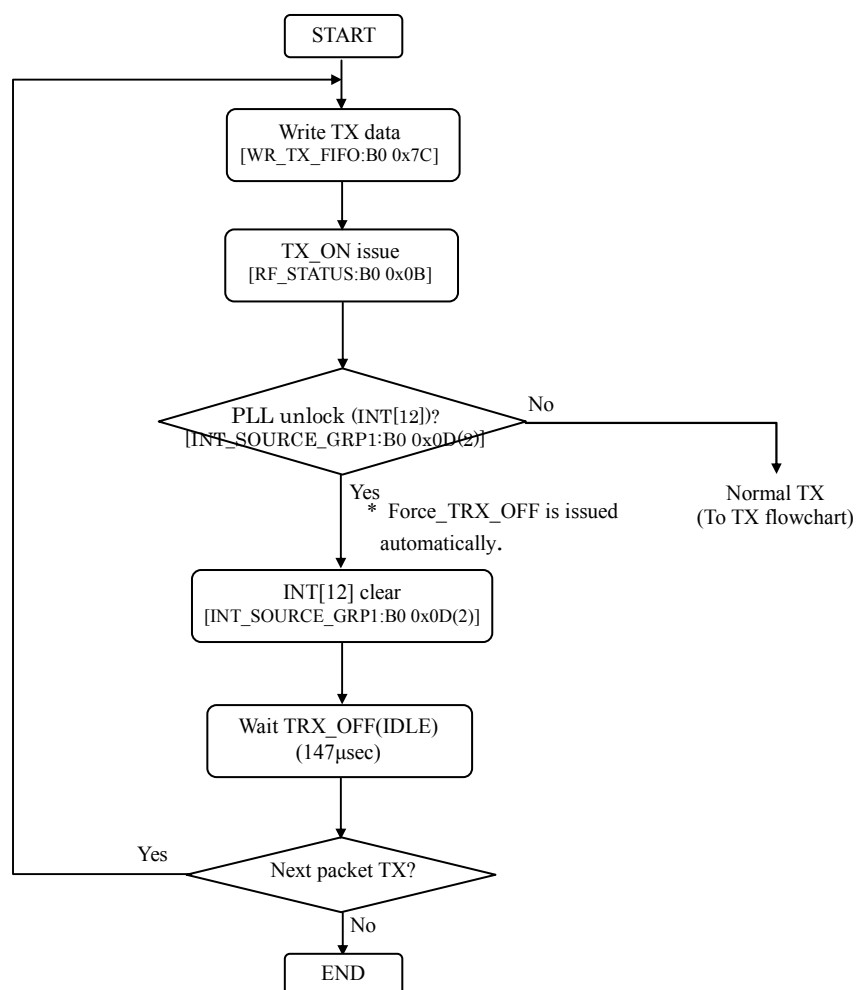 START
Write TX data
[WR_TX_FIFO:B0 0x7C]
TX_ON issue
[RF_STATUS:B0 0x0B]
PLL unlock (INT[12])?
[INT_SOURCE_GRP1:B0 0x0D(2)]
No
Normal TX
(To TX flowchart)
Yes
* Force_TRX_OFF is issued
automatically.
INT[12] clear
[INT_SOURCE_GRP1:B0 0x0D(2)]
Wait TRX_OFF(IDLE)
(147μsec)
Yes
Next packet TX?
No
END